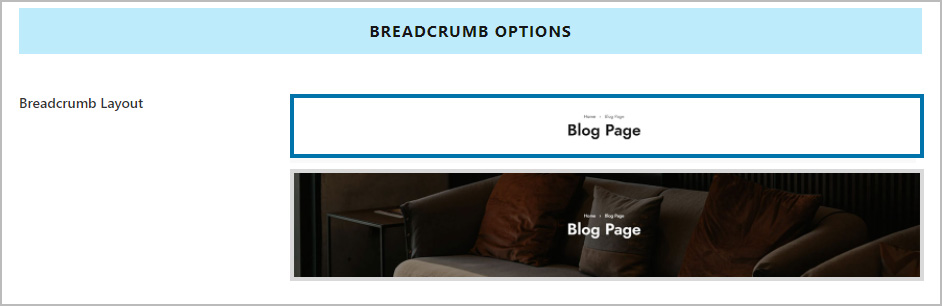 BREADCRUMB OPTIONS
Breadcrumb Layout
Home › Blog Page
Blog Page
Home › Blog Page
Blog Page